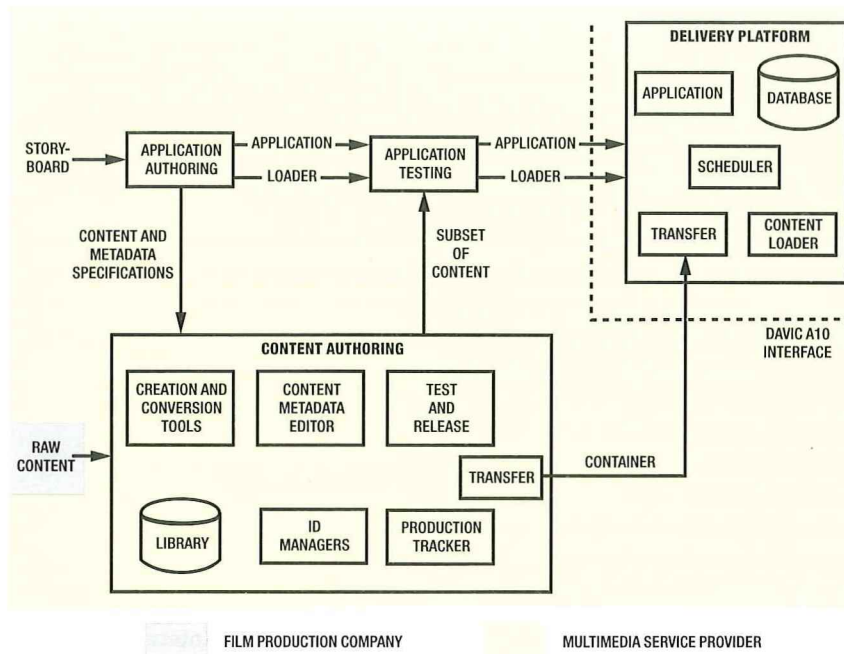 DELIVERY PLATFORM
APPLICATION
DATABASE
SCHEDULER
TRANSFER
CONTENT
LOADER
STORY-
BOARD
APPLICATION
AUTHORING
APPLICATION
LOADER
APPLICATION
TESTING
APPLICATION
LOADER
CONTENT AND
METADATA
SPECIFICATIONS
SUBSET
OF
CONTENT
DAVIC A10
INTERFACE
CONTENT AUTHORING
CREATION AND
CONVERSION
TOOLS
CONTENT
METADATA
EDITOR
TEST
AND
RELEASE
RAW
CONTENT
TRANSFER
CONTAINER
LIBRARY
ID
MANAGERS
PRODUCTION
TRACKER
FILM PRODUCTION COMPANY
MULTIMEDIA SERVICE PROVIDER